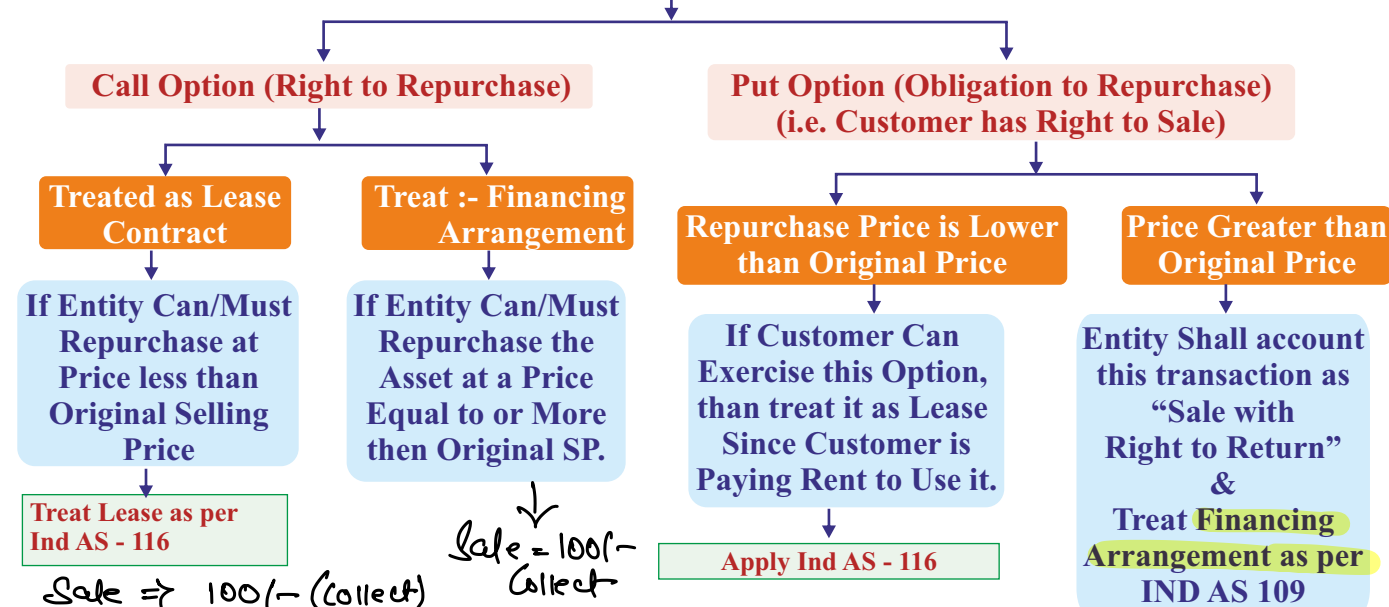 Call Option (Right to Repurchase)
Put Option (Obligation to Repurchase)
(i.e. Customer has Right to Sale)
Treated as Lease
Contract
Treat :- Financing
Arrangement
Repurchase Price is Lower
than Original Price
Price Greater than
Original Price
If Entity Can/Must
Repurchase at
Price less than
Original Selling
Price
If Entity Can/Must
Repurchase the
Asset at a Price
Equal to or More
then Original SP.
If Customer Can
Exercise this Option,
than treat it as Lease
Since Customer is
Paying Rent to Use it.
Entity Shall account
this transaction as
“Sale with
Right to Return”
&
Treat Financing
Arrangement as per
IND AS 109
Treat Lease as per
Ind AS - 116
Sale = 100/-
Collect
Apply Ind AS - 116
Sale => 100/- (Collect)